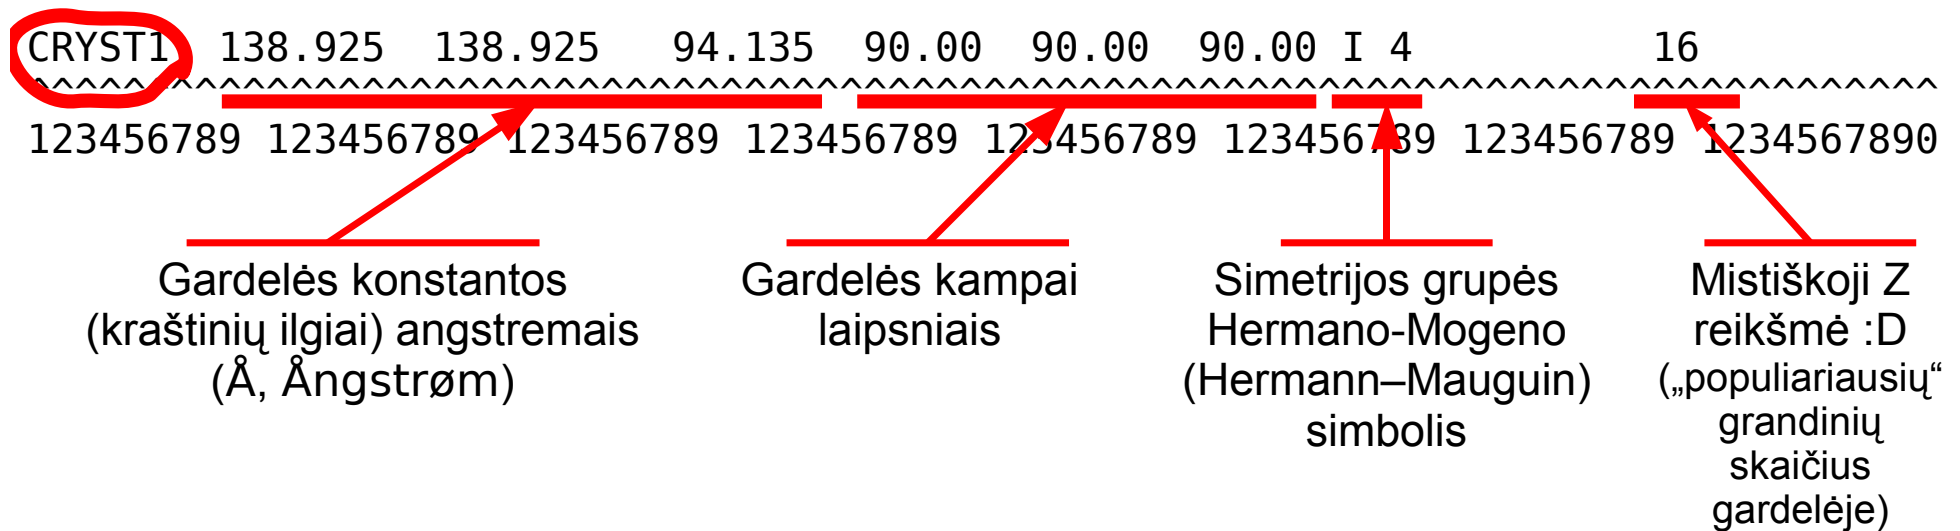 CRYST1  138.925  138.925   94.135  90.00  90.00  90.00 I 4          16
^^^^^^^^^^^^^^^^^^^^^^^^^^^^^^^^^^^^^^^^^^^^^^^^^^^^^^^^^^^^^^^^^^^^^^^^^^^^^^^^
123456789 123456789 123456789 123456789 123456789 123456789 123456789 1234567890
Gardelės konstantos
(kraštinių ilgiai) angstremais
(Å, Ångstrøm)
Gardelės kampai
laipsniais
Simetrijos grupės
Hermano-Mogeno
(Hermann–Mauguin)
simbolis
Mistiškoji Z
reikšmė :D
(„populiariausių“
grandinių
skaičius
gardelėje)